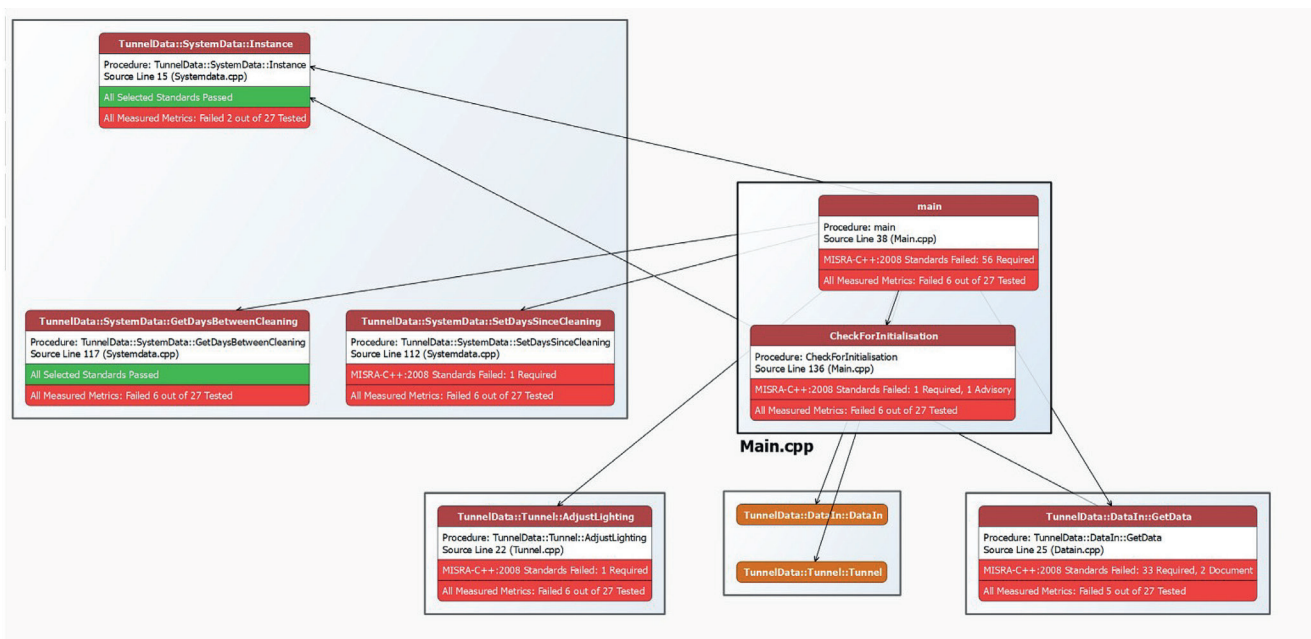 TunnelData::SystemData::Instance
Procedure: TunnelData::SystemData::Instance
Source Line 15 (Systemdata.cpp)
All Selected Standards Passed
All Measured Metrics: Failed 2 out of 27 Tested
main
Procedure: main
Source Line 38 (Main.cpp)
MISRA-C++:2008 Standards Failed: 56 Required
All Measured Metrics: Failed 6 out of 27 Tested
TunnelData::SystemData::GetDaysBetweenCleaning
Procedure: TunnelData::SystemData::GetDaysBetweenCleaning
Source Line 117 (Systemdata.cpp)
All Selected Standards Passed
All Measured Metrics: Failed 6 out of 27 Tested
TunnelData::SystemData::SetDaysSinceCleaning
Procedure: TunnelData::SystemData::SetDaysSinceCleaning
Source Line 112 (Systemdata.cpp)
MISRA-C++:2008 Standards Failed: 1 Required
All Measured Metrics: Failed 6 out of 27 Tested
CheckForInitialisation
Procedure: CheckForInitialisation
Source Line 136 (Main.cpp)
MISRA-C++:2008 Standards Failed: 1 Required, 1 Advisory
All Measured Metrics: Failed 6 out of 27 Tested
Main.cpp
TunnelData::Tunnel::AdjustLighting
Procedure: TunnelData::Tunnel::AdjustLighting
Source Line 22 (Tunnel.cpp)
MISRA-C++:2008 Standards Failed: 1 Required
All Measured Metrics: Failed 6 out of 27 Tested
TunnelData::DataIn::DataIn
TunnelData::Tunnel::Tunnel
TunnelData::DataIn::GetData
Procedure: TunnelData::DataIn::GetData
Source Line 25 (Datain.cpp)
MISRA-C++:2008 Standards Failed: 33 Required, 2 Document
All Measured Metrics: Failed 5 out of 27 Tested